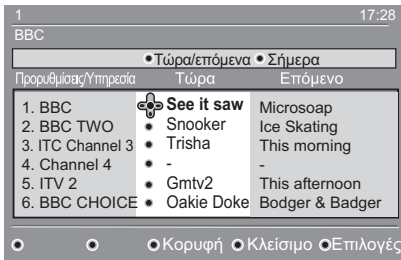 1 17:28
BBC
Τώρα/επόμενα Σήμερα
Προρυθμίσεις/Υπηρεσία Τώρα Επόμενο
1. BBC See it saw Microsoap
2. BBC TWO Snooker Ice Skating
3. ITC Channel 3 Trisha This morning
4. Channel 4 - -
5. ITV 2 Gmtv2 This afternoon
6. BBC CHOICE Oakie Doke Bodger & Badger
Κορυφή Κλείσιμο Επιλογές